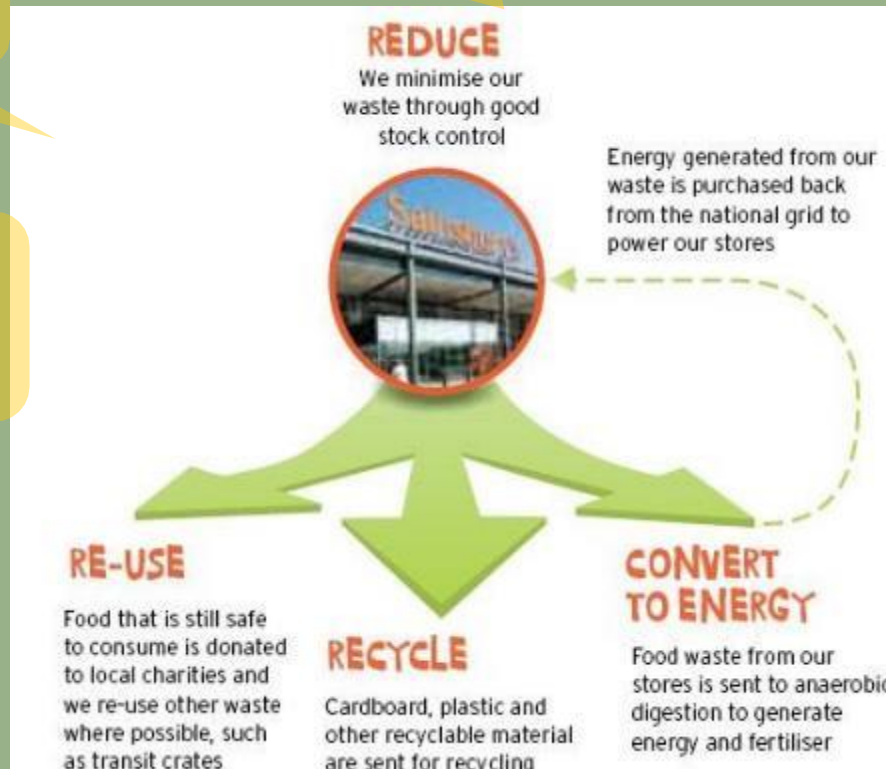 REDUCE
We minimise our
waste through good
stock control
Sainsbury's
Energy generated from our
waste is purchased back
from the national grid to
power our stores
RE-USE
Food that is still safe
to consume is donated
to local charities and
we re-use other waste
where possible, such
as transit crates
RECYCLE
Cardboard, plastic and
other recyclable material
are sent for recycling
CONVERT
TO ENERGY
Food waste from our
stores is sent to anaerobic
digestion to generate
energy and fertiliser